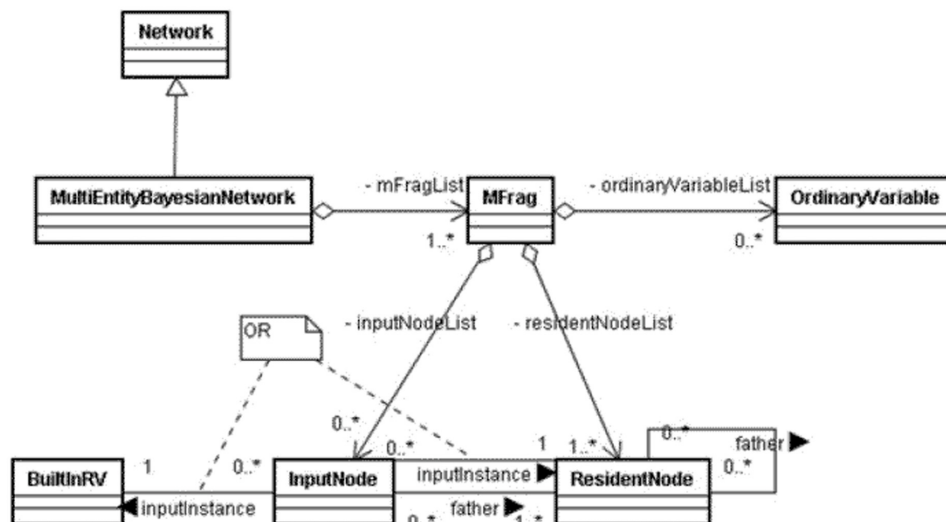 Network
MultiEntityBayesianNetwork
- mFragList
1..*
MFrag
- ordinaryVariableList
0..*
OrdinaryVariable
OR
- inputNodeList
- residentNodeList
0..*
0..*
1
1..*
0..*
father
BuiltInRV
1
0..*
InputNode
inputInstance
ResidentNode
0..*
inputInstance
father
0..*
1..*